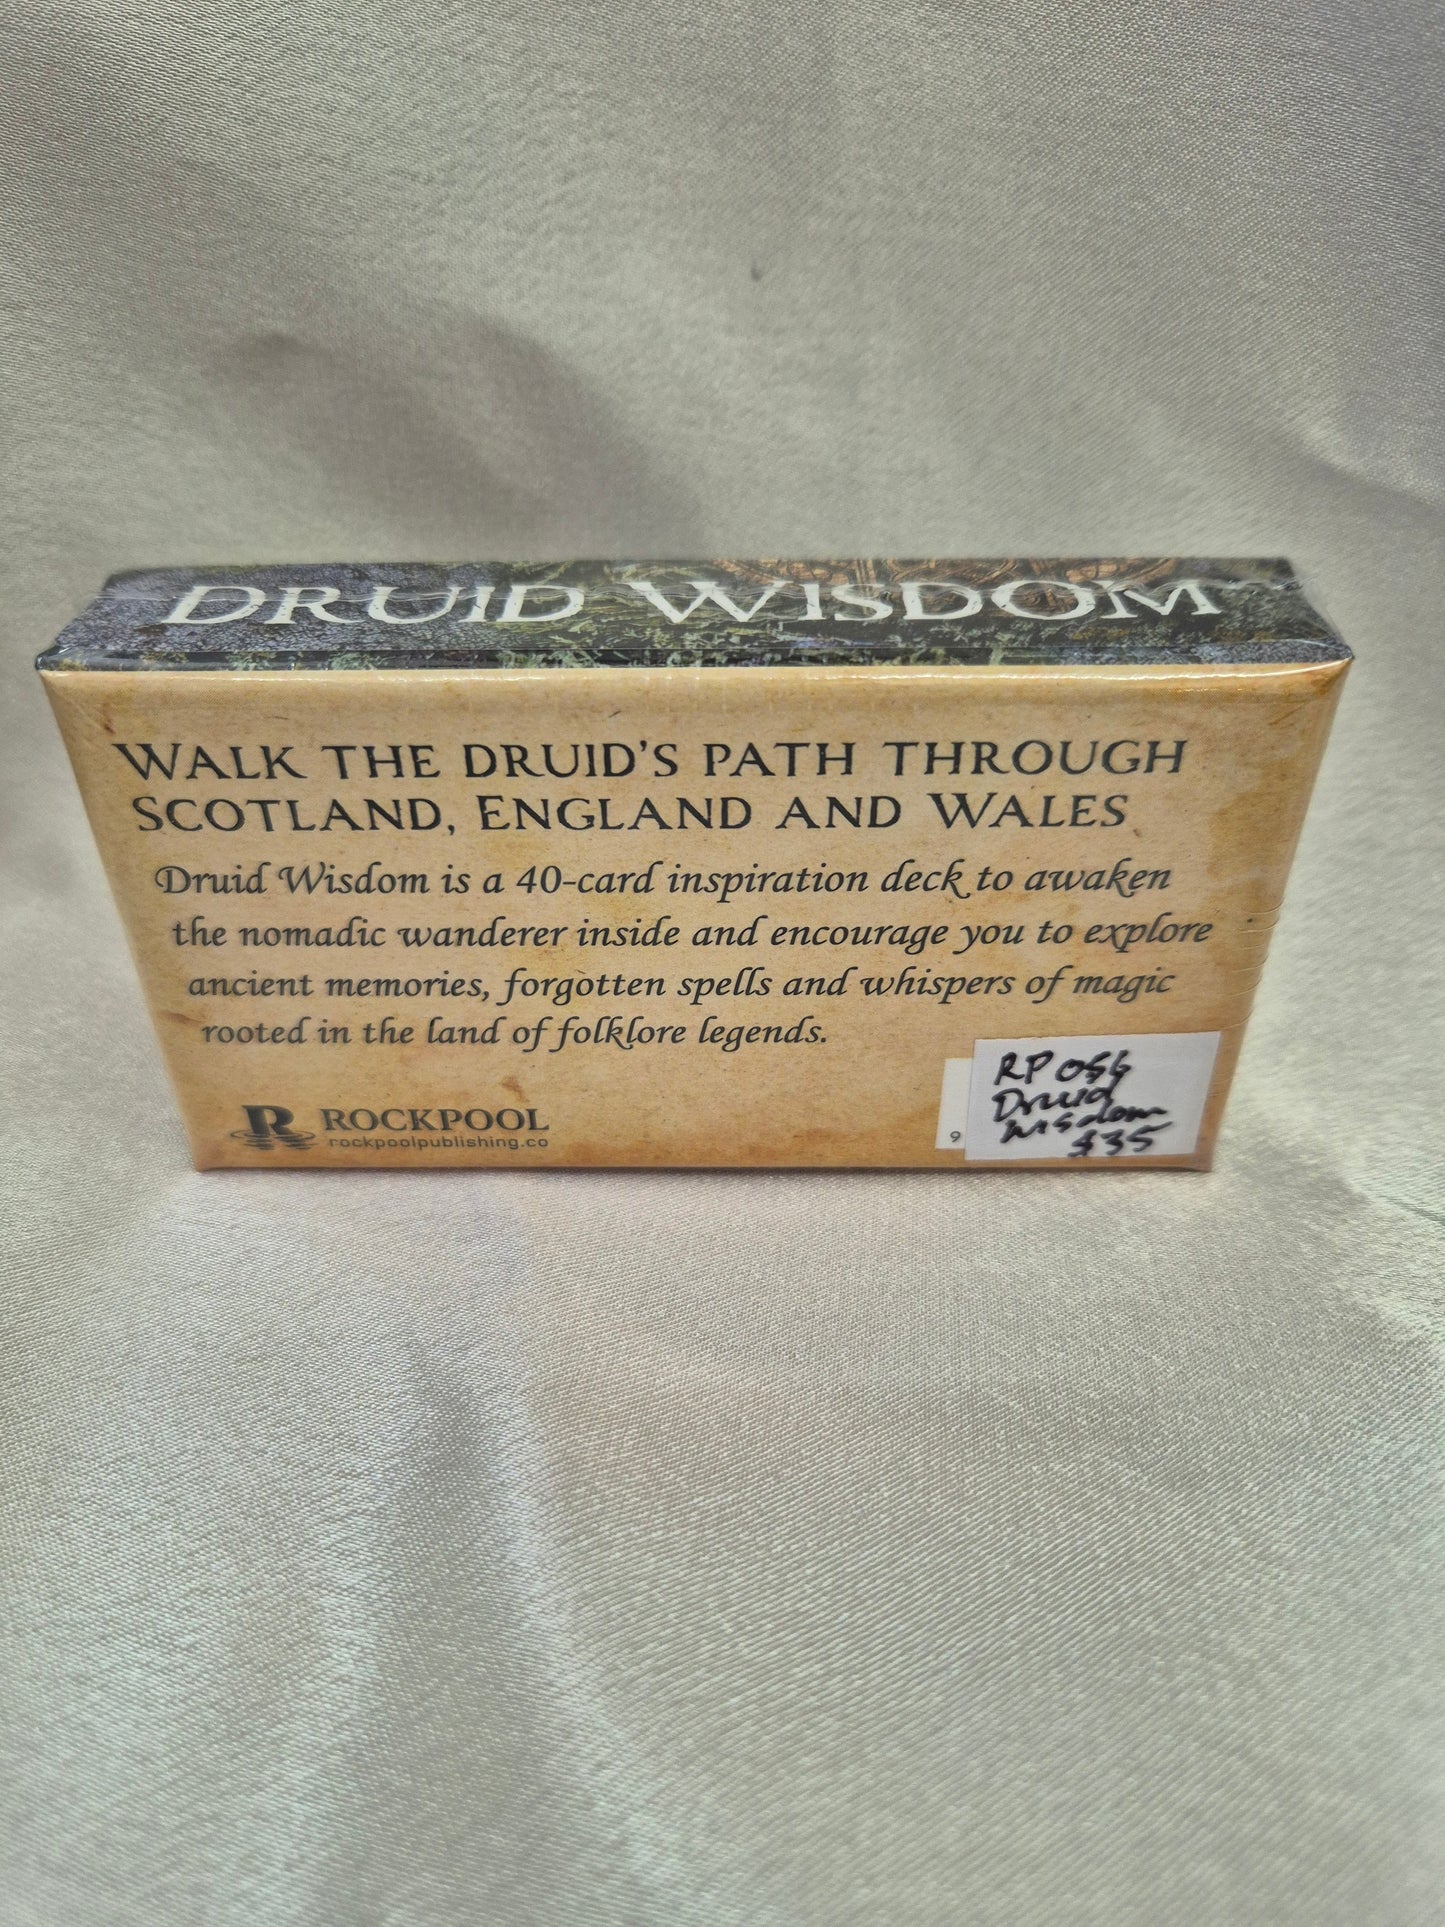 DRUID WISDOM
WALK THE DRUID'S PATH THROUGH
SCOTLAND, ENGLAND AND WALES
Druid Wisdom is a 40-card inspiration deck to awaken
the nomadic wanderer inside and encourage you to explore
ancient memories, forgotten spells and whispers of magic
rooted in the land of folklore legends.
R ROCKPOOL
rockpoolpublishing.co
9
RP 056
Druid
Wisdom
$35